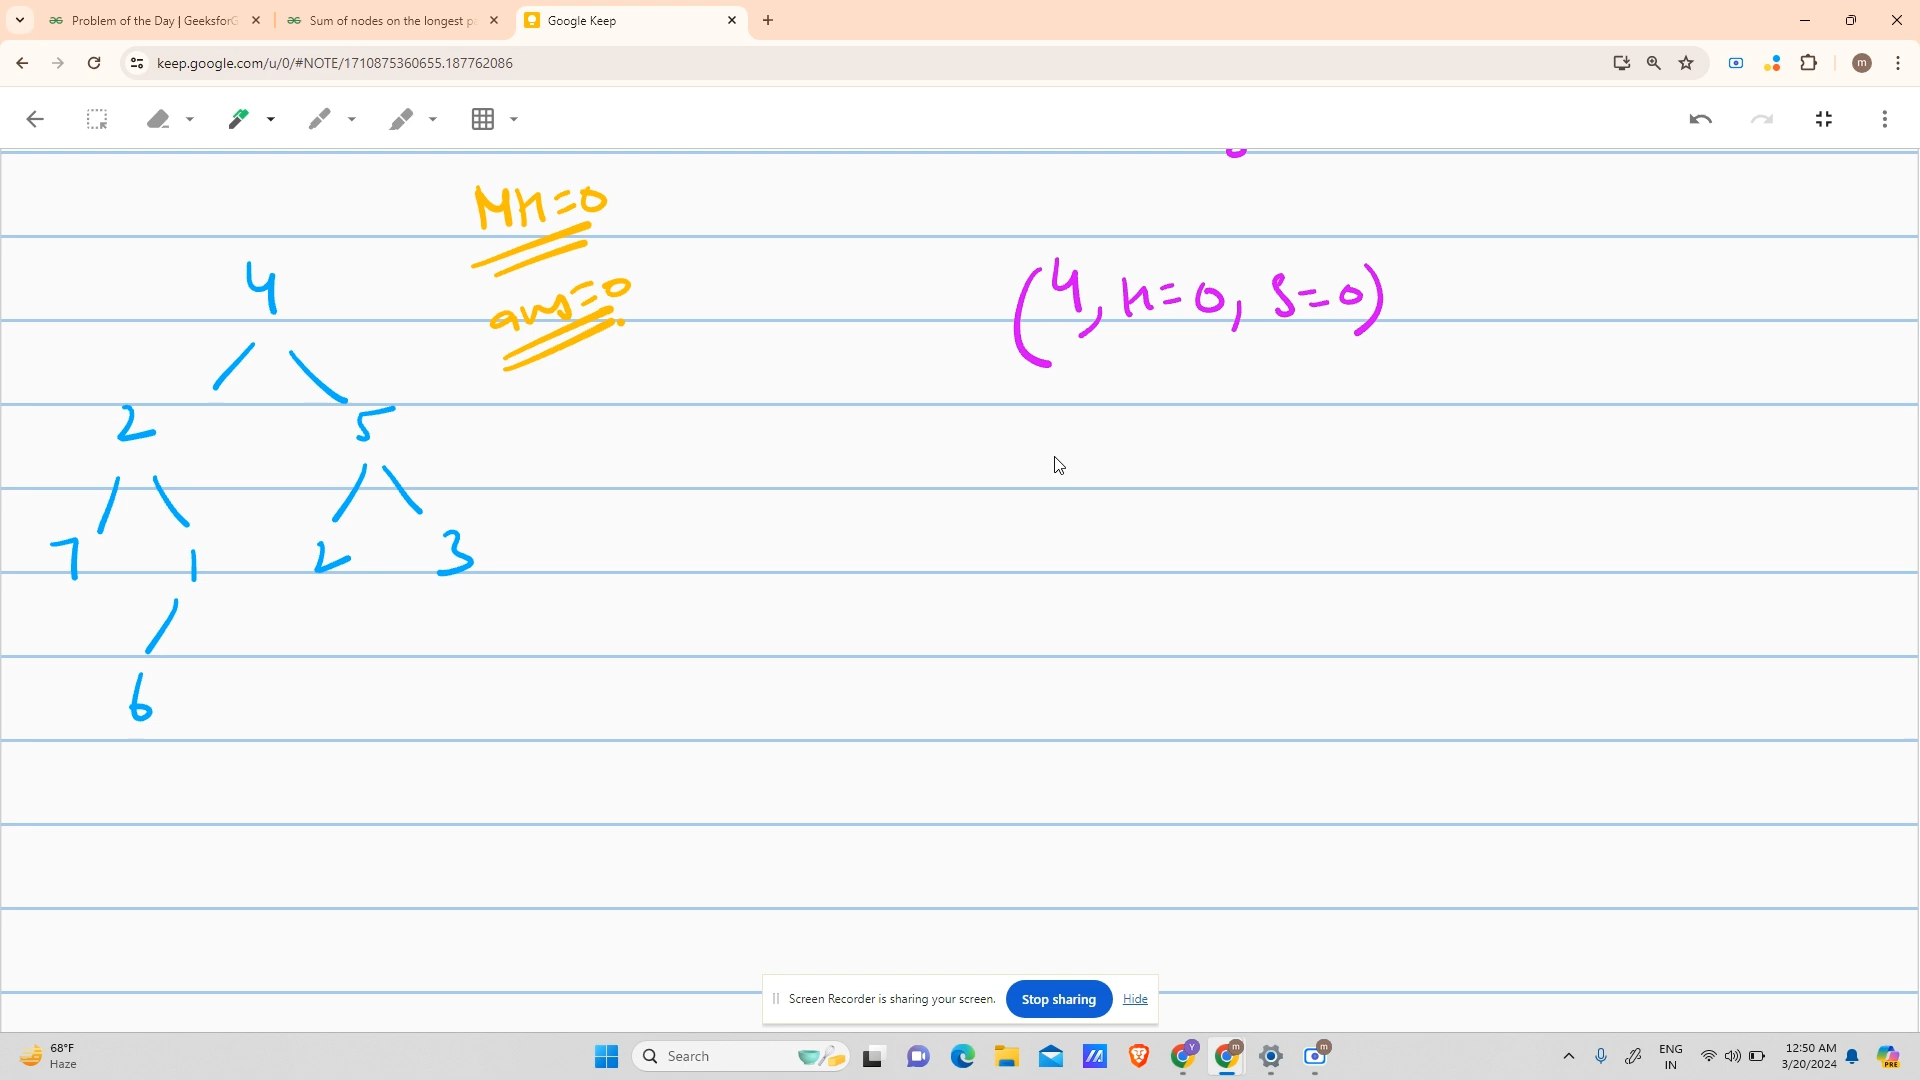 Problem of the Day | GeeksforG
Sum of nodes on the longest p
Google Keep
keep.google.com/u/0/#NOTE/1710875360655.187762086
m
MH=0
4
(4, H=0, S=0)
ans=0
2 5
7 1 2 3
6
Screen Recorder is sharing your screen. Stop sharing Hide
68°F
Haze
Search
ENG
IN
12:50 AM
3/20/2024